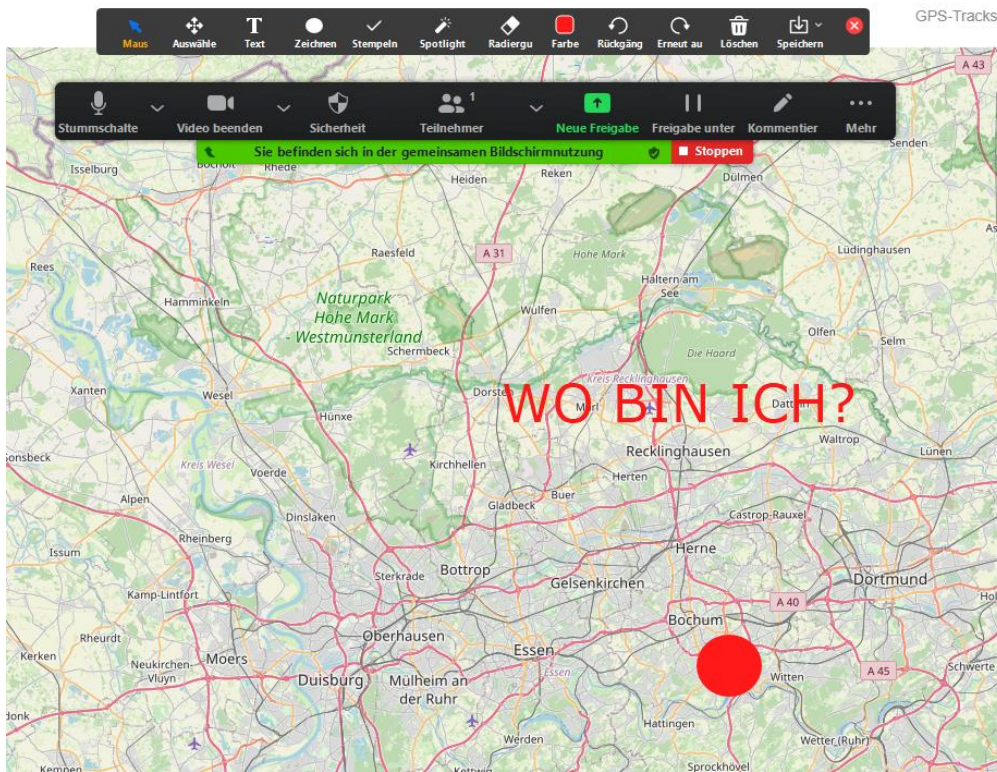 GPS-Tracks
Maus Auswähle Text Zeichnen Stempeln Spotlight Radiergu Farbe Rückgäng Erneut au Löschen Speichern
A 43
1
Stummschalte Video beenden Sicherheit Teilnehmer Neue Freigabe Freigabe unter Kommentier Mehr
Senden
Sie befinden sich in der gemeinsamen Bildschirmnutzung Stoppen
Isselburg
Bocholt
Rhede
Heiden
Reken
Dülmen
Raesfeld
A 31
Hohe Mark
Lüdinghausen
Rees
Haltern am
See
Hamminkeln
Naturpark
Hohe Mark
- Westmünsterland
Wulfen
Olfen
Selm
Schermbeck
Die Haard
Kreis Recklinghausen
Xanten
Wesel
Dorsten
WO BIN ICH?
Marl
Datteln
Hünxe
Waltrop
Recklinghausen
Lünen
onsbeck
Kreis Wesel
Voerde
Kirchhellen
Herten
Buer
Alpen
Gladbeck
Castrop-Rauxel
Dinslaken
Rheinberg
Issum
Herne
Sterkrade
Bottrop
Gelsenkirchen
Dortmund
Kamp-Lintfort
A 40
Hol
Bochum
Rheurdt
Oberhausen
Essen
Kerken
Neukirchen-
Vluyn
Moers
Duisburg
Mülheim an
der Ruhr
Essen
Witten
A 45
Schwerte
donk
Hattingen
Werden
Wetter (Ruhr)
Kempen
Kettwig
Sprockhövel